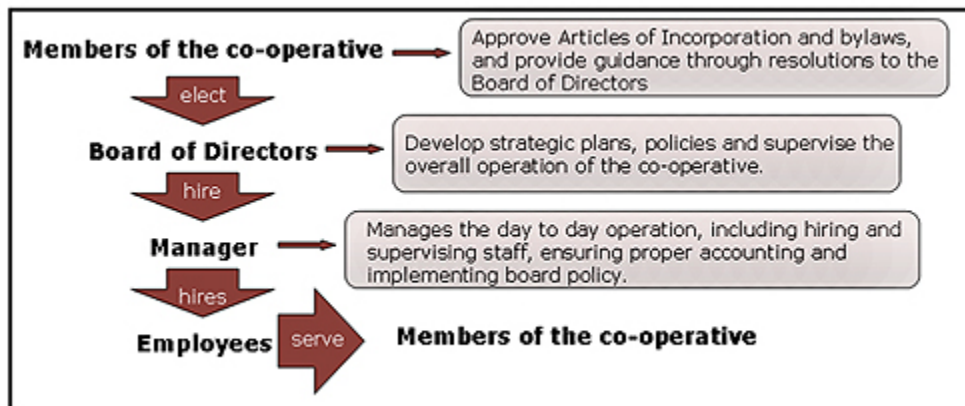 Members of the co-operative
Approve Articles of Incorporation and bylaws,
and provide guidance through resolutions to the
Board of Directors
elect
Board of Directors
Develop strategic plans, policies and supervise the
overall operation of the co-operative.
hire
Manager
Manages the day to day operation, including hiring and
supervising staff, ensuring proper accounting and
implementing board policy.
hires
Employees
serve
Members of the co-operative